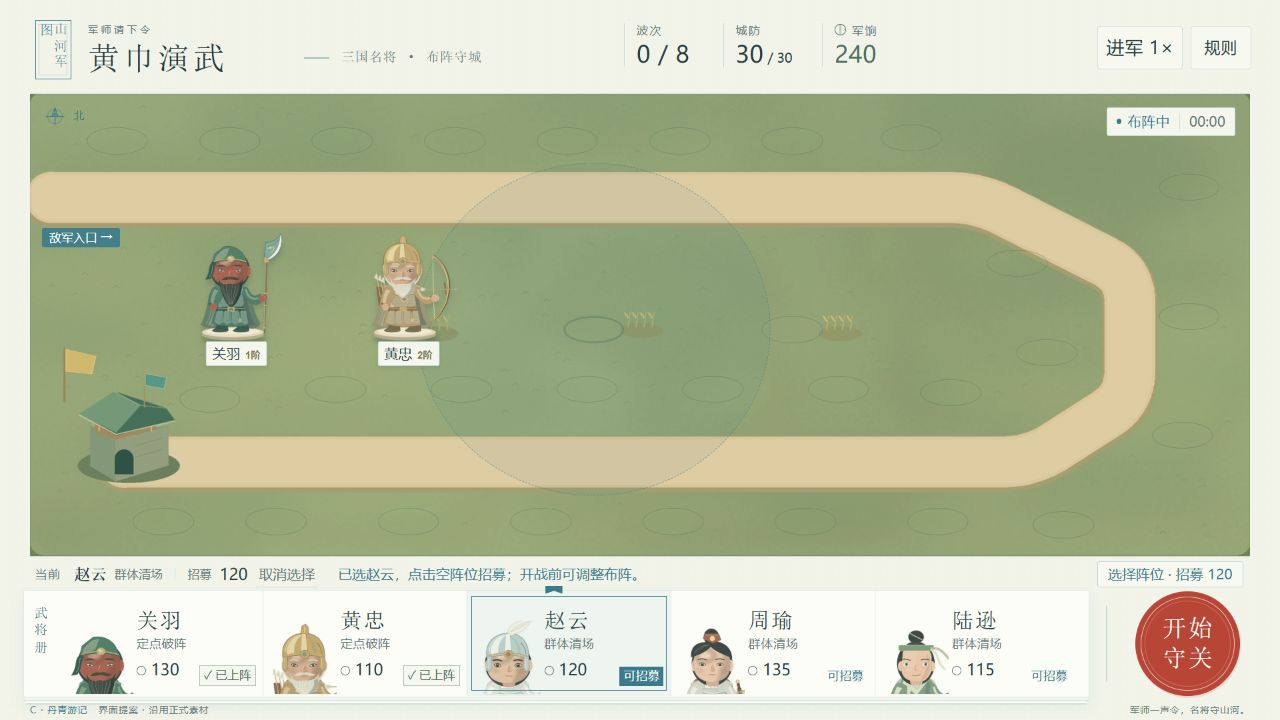 山河军图
军师请下令
黄巾演武
三国名将 • 布阵守城
波次
0 / 8
城防
30 / 30
军饷
240
进军 1×
规则
北
布阵中 00:00
敌军入口 →
关羽 1阶
黄忠 2阶
当前 赵云 群体清场 招募 120 取消选择 已选赵云，点击空阵位招募；开战前可调整布阵。
选择阵位 · 招募 120
武将册
关羽
定点破阵
130
✓已上阵
黄忠
定点破阵
110
✓已上阵
赵云
群体清场
120
可招募
周瑜
群体清场
135
可招募
陆逊
群体清场
115
可招募
开始
守关
C · 丹青游记 界面提案 · 沿用正式素材
军师一声令，名将守山河。